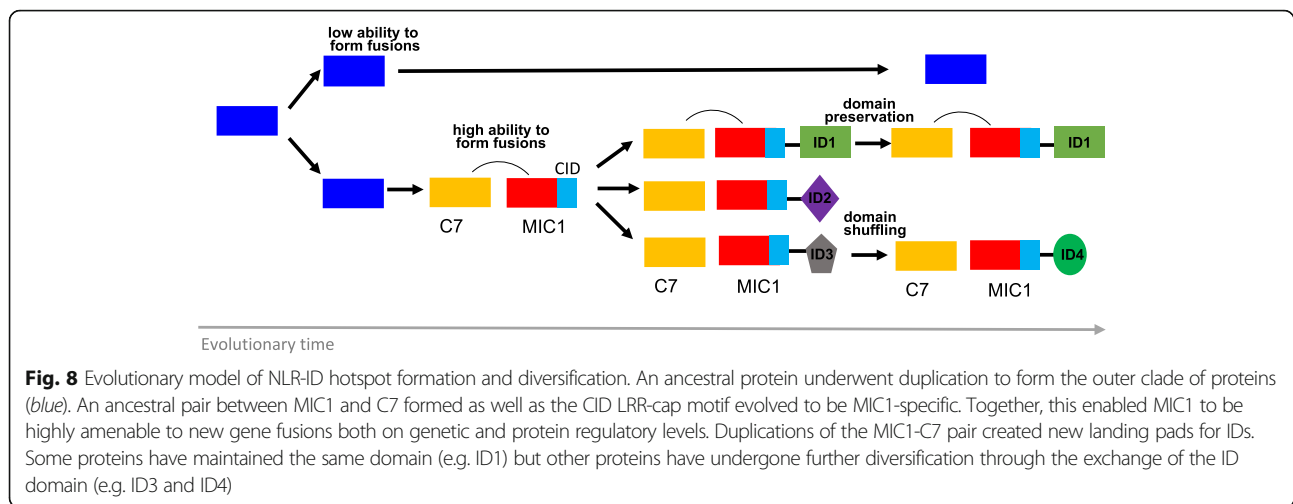 low ability to
form fusions
high ability to
form fusions
CID
C7
MIC1
ID1
domain
preservation
ID1
ID2
domain
shuffling
ID3
ID4
C7
MIC1
C7
MIC1
Evolutionary time
Fig. 8 Evolutionary model of NLR-ID hotspot formation and diversification. An ancestral protein underwent duplication to form the outer clade of proteins
(blue). An ancestral pair between MIC1 and C7 formed as well as the CID LRR-cap motif evolved to be MIC1-specific. Together, this enabled MIC1 to be
highly amenable to new gene fusions both on genetic and protein regulatory levels. Duplications of the MIC1-C7 pair created new landing pads for IDs.
Some proteins have maintained the same domain (e.g. ID1) but other proteins have undergone further diversification through the exchange of the ID
domain (e.g. ID3 and ID4)